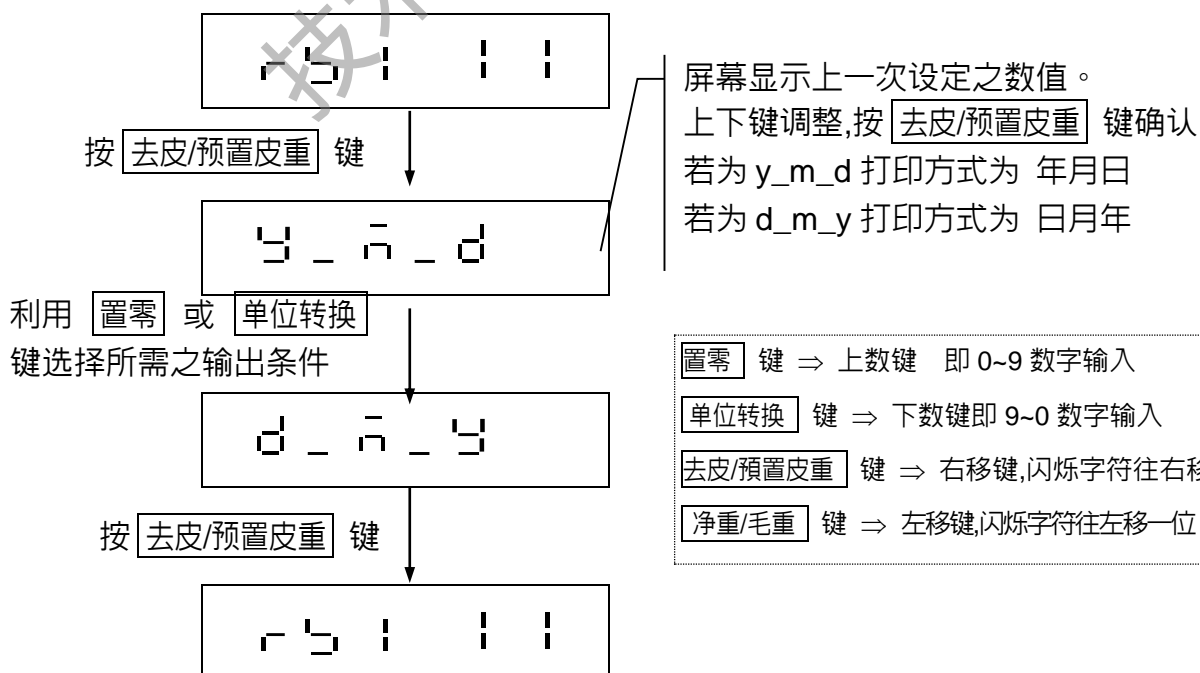 技术
rS1 11
按 去皮/预置皮重 键
屏幕显示上一次设定之数值。
上下键调整,按 去皮/预置皮重 键确认
若为 y_m_d 打印方式为 年月日
若为 d_m_y 打印方式为 日月年
y_m_d
利用 置零 或 单位转换
键选择所需之输出条件
d_m_y
按 去皮/预置皮重 键
rS1 11
置零 键 ⇒ 上数键 即 0~9 数字输入
单位转换 键 ⇒ 下数键即 9~0 数字输入
去皮/預置皮重 键 ⇒ 右移键,闪烁字符往右移
净重/毛重 键 ⇒ 左移键,闪烁字符往左移一位